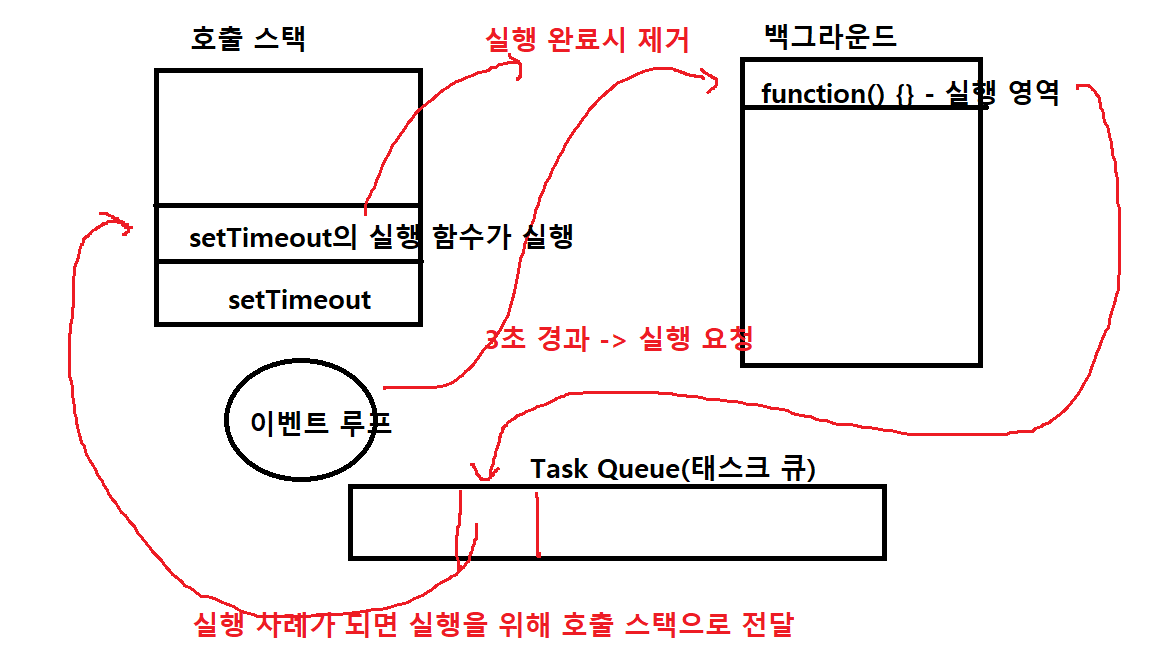 호출 스택
실행 완료시 제거
백그라운드
function() {} - 실행 영역
setTimeout의 실행 함수가 실행
setTimeout
3초 경과 -> 실행 요청
이벤트 루프
Task Queue(태스크 큐)
실행 차례가 되면 실행을 위해 호출 스택으로 전달